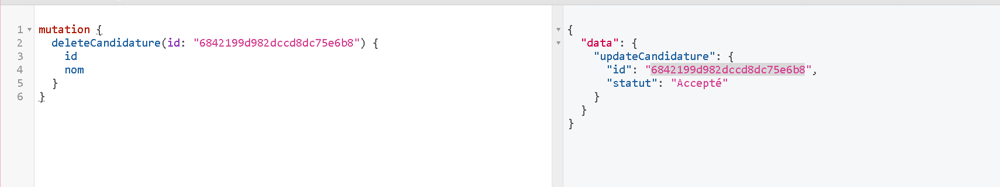 1 mutation {
2 deleteCandidature(id: "6842199d982dccd8dc75e6b8") {
3 id
4 nom
5 }
6 }
{
"data": {
"updateCandidature": {
"id": "6842199d982dccd8dc75e6b8",
"statut": "Accepté"
}
}
}